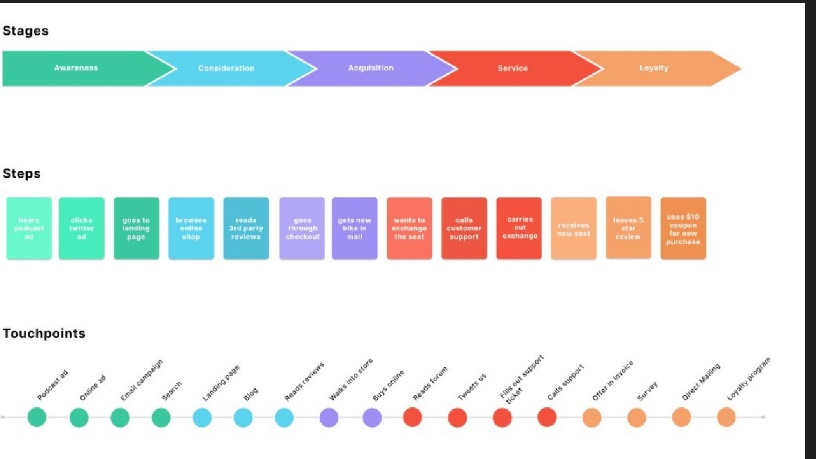 Stages
Awareness
Consideration
Acquisition
Service
Loyalty
Steps
hears
podcast
ad
clicks
twitter
ad
goes to
landing
page
browses
online
shop
reads
3rd party
reviews
goes
through
checkout
gets new
bike in
mail
wants to
exchange
the seat
calls
customer
support
carries
out
exchange
receives
new seat
leaves 5
star
review
uses $10
coupon
for new
purchase
Touchpoints
Podcast ad
Online ad
Email campaign
Search
Landing page
Blog
Reads reviews
Walks into store
Buys online
Reads forum
Tweets us
Fills out support
ticket
Calls support
Offer in invoice
Survey
Direct Mailing
Loyalty program